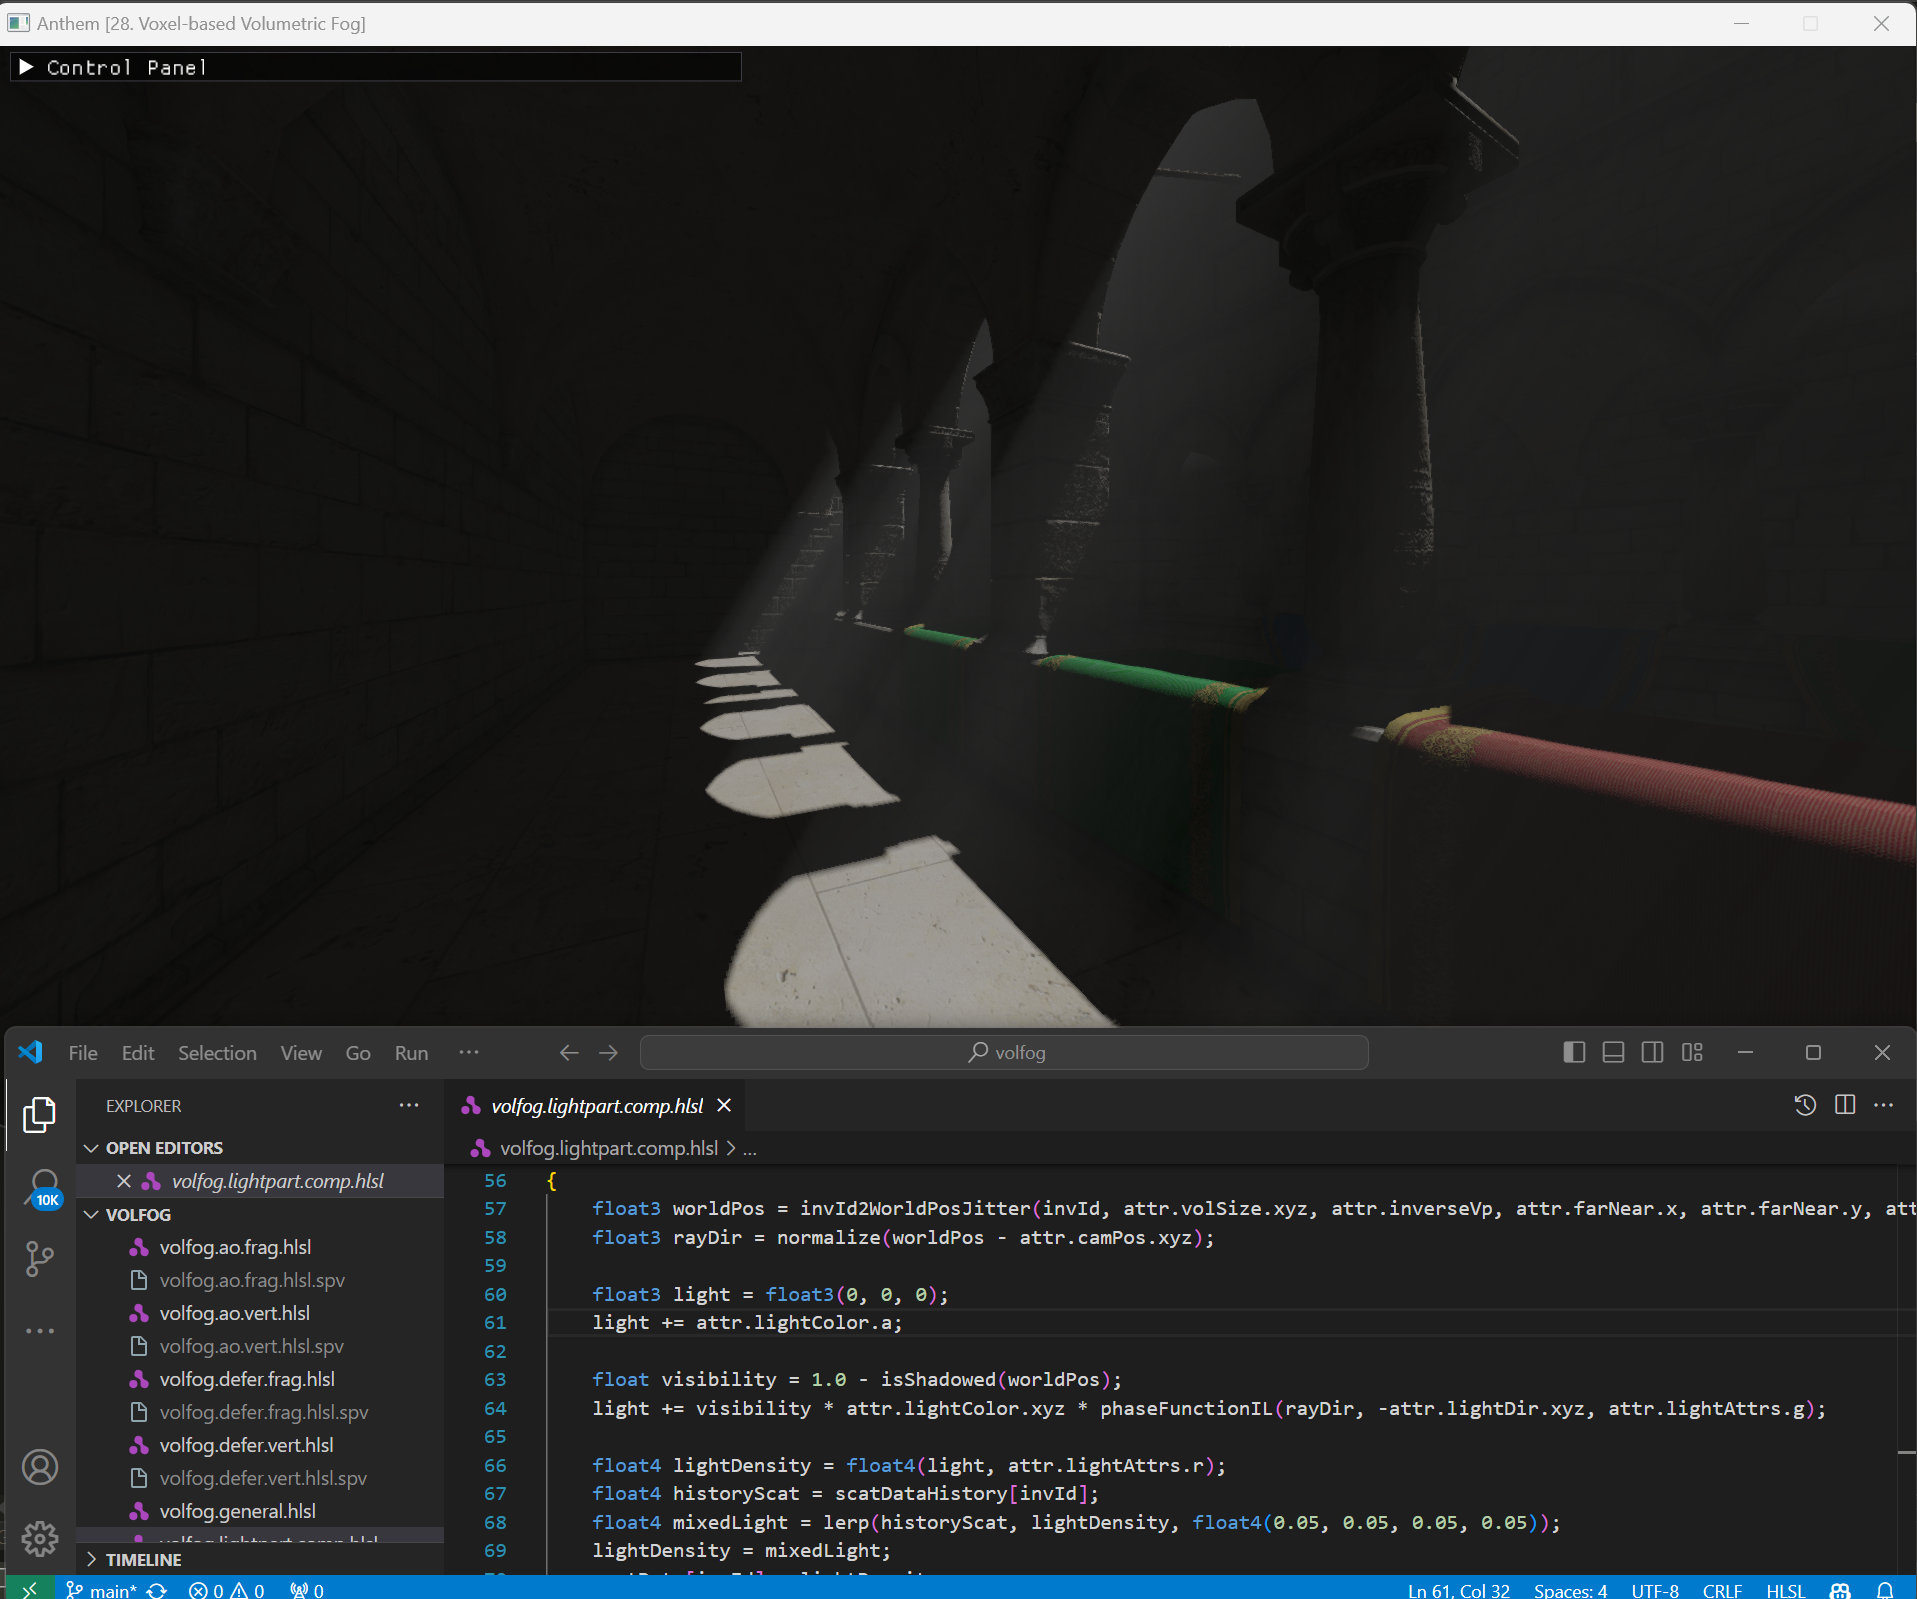 Anthem [28. Voxel-based Volumetric Fog]
Control Panel
File Edit Selection View Go Run ... volfog
EXPLORER ...
OPEN EDITORS
volfog.lightpart.comp.hlsl
VOLFOG
volfog.ao.frag.hlsl
volfog.ao.frag.hlsl.spv
volfog.ao.vert.hlsl
volfog.ao.vert.hlsl.spv
volfog.defer.frag.hlsl
volfog.defer.frag.hlsl.spv
volfog.defer.vert.hlsl
volfog.defer.vert.hlsl.spv
volfog.general.hlsl
TIMELINE
10K
volfog.lightpart.comp.hlsl
volfog.lightpart.comp.hlsl > ...
56 {
57 float3 worldPos = invId2WorldPosJitter(invId, attr.volSize.xyz, attr.inverseVp, attr.farNear.x, attr.farNear.y, att
58 float3 rayDir = normalize(worldPos - attr.camPos.xyz);
59
60 float3 light = float3(0, 0, 0);
61 light += attr.lightColor.a;
62
63 float visibility = 1.0 - isShadowed(worldPos);
64 light += visibility * attr.lightColor.xyz * phaseFunctionIL(rayDir, -attr.lightDir.xyz, attr.lightAttrs.g);
65
66 float4 lightDensity = float4(light, attr.lightAttrs.r);
67 float4 historyScat = scatDataHistory[invId];
68 float4 mixedLight = lerp(historyScat, lightDensity, float4(0.05, 0.05, 0.05, 0.05));
69 lightDensity = mixedLight;
main* 0 0 0 Ln 61, Col 32 Spaces: 4 UTF-8 CRLF HLSL